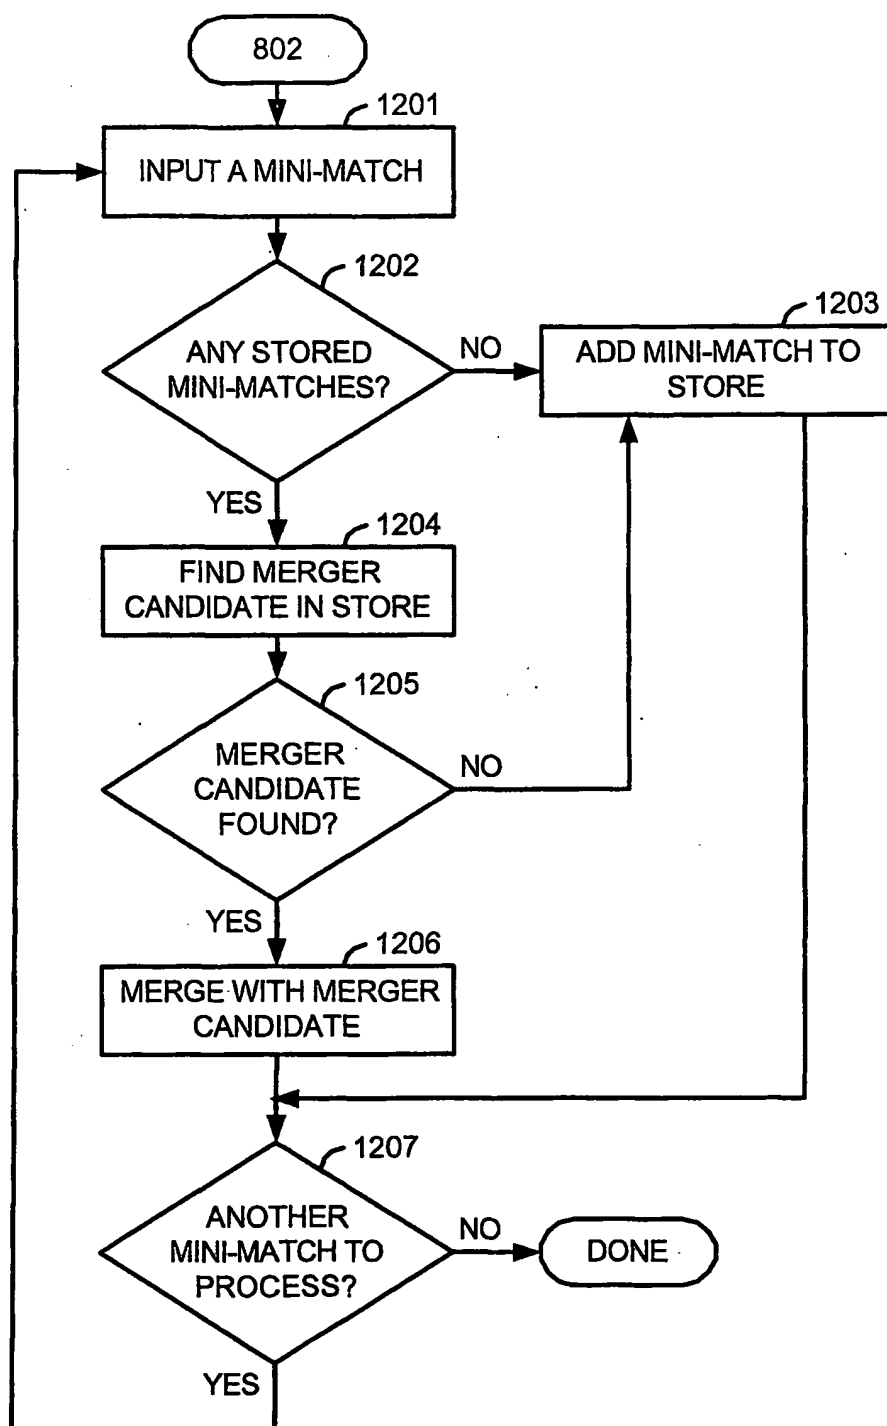 802
1201
INPUT A MINI-MATCH
1202
ANY STORED
MINI-MATCHES?
NO
1203
ADD MINI-MATCH TO
STORE
YES
1204
FIND MERGER
CANDIDATE IN STORE
1205
MERGER
CANDIDATE
FOUND?
NO
YES
1206
MERGE WITH MERGER
CANDIDATE
1207
ANOTHER
MINI-MATCH TO
PROCESS?
NO
DONE
YES